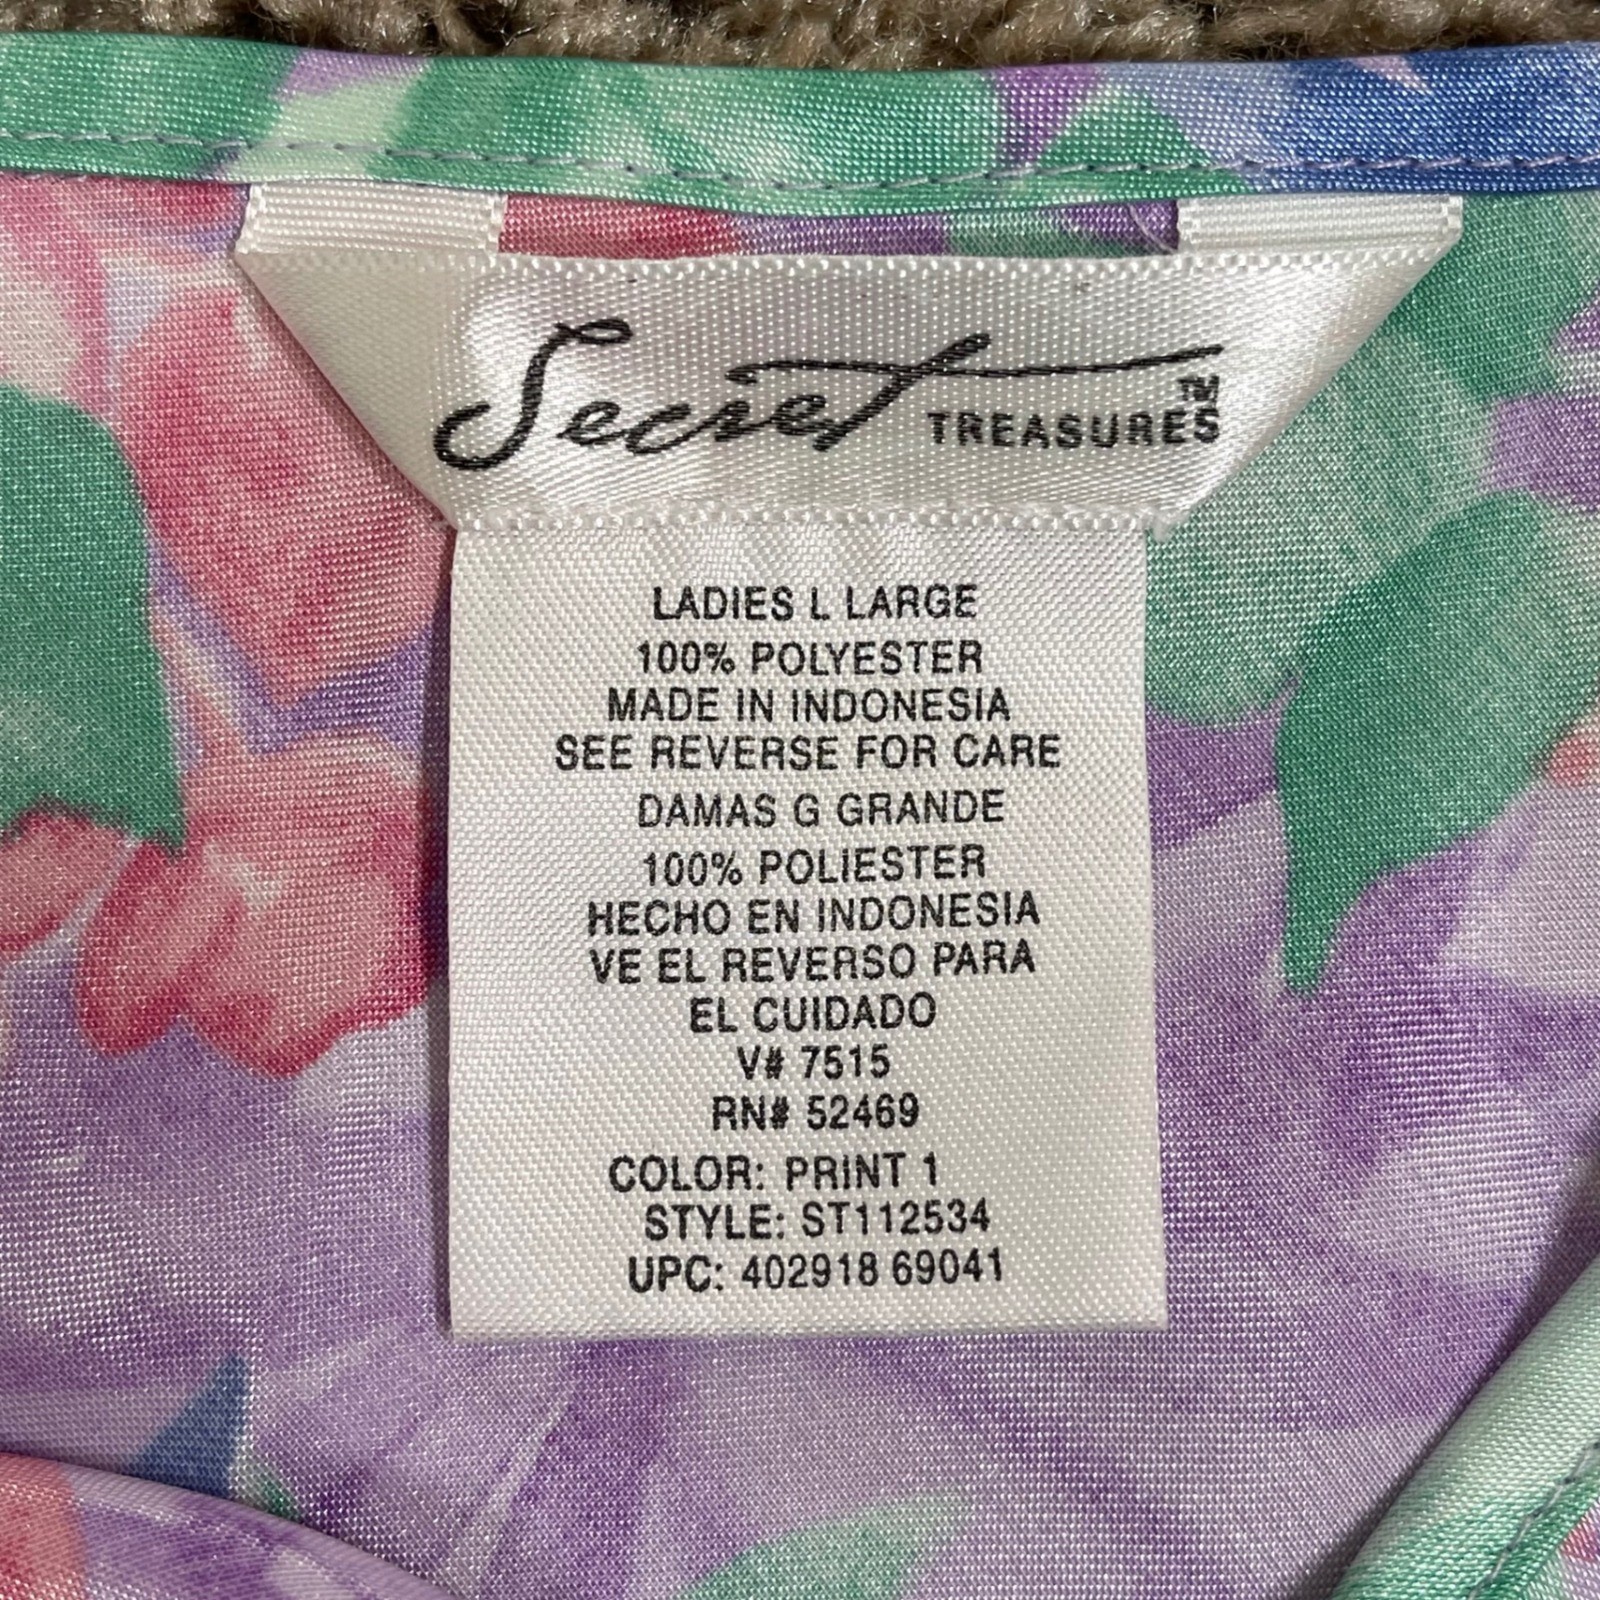 Secret TREASURES™
LADIES L LARGE
100% POLYESTER
MADE IN INDONESIA
SEE REVERSE FOR CARE
DAMAS G GRANDE
100% POLIESTER
HECHO EN INDONESIA
VE EL REVERSO PARA
EL CUIDADO
V# 7515
RN# 52469
COLOR: PRINT 1
STYLE: ST112534
UPC: 402918 69041